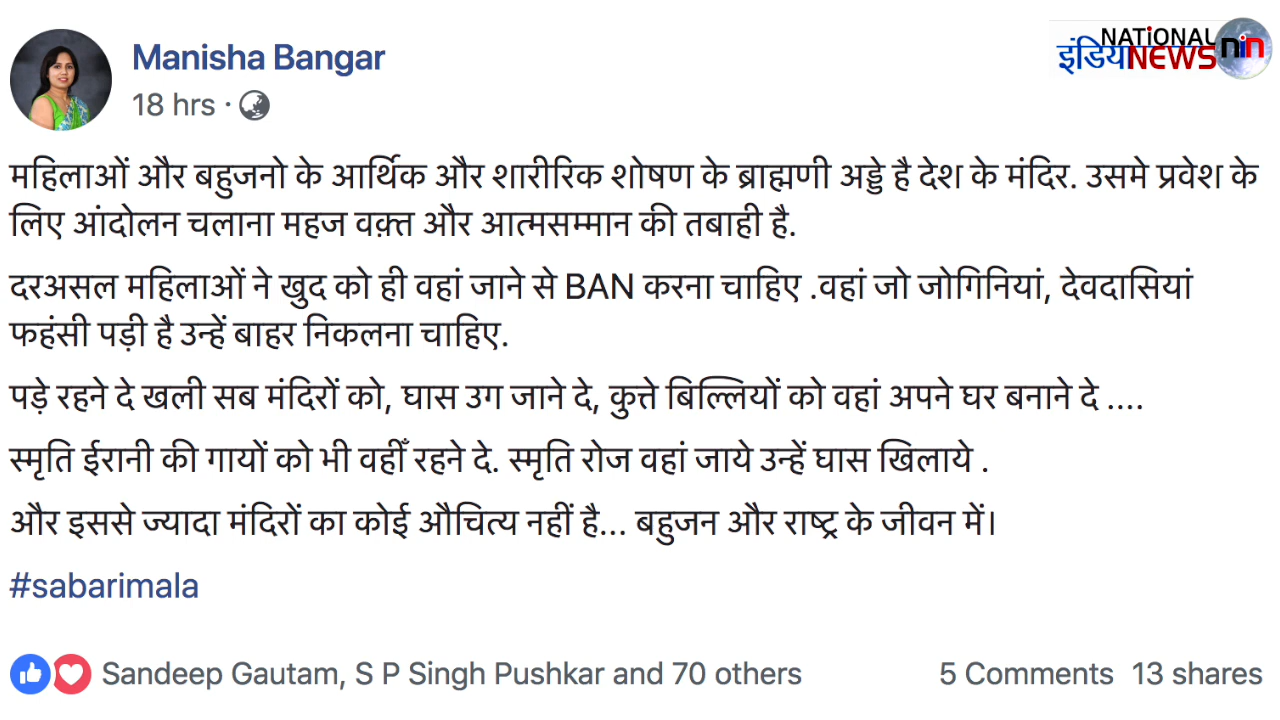 Manisha Bangar
18 hrs ·
NATiONAL
इंडिया NEWS nin
महिलाओं और बहुजनो के आर्थिक और शारीरिक शोषण के ब्राह्मणी अड्डे है देश के मंदिर. उसमे प्रवेश के
लिए आंदोलन चलाना महज वक़्त और आत्मसम्मान की तबाही है.
दरअसल महिलाओं ने खुद को ही वहां जाने से BAN करना चाहिए .वहां जो जोगिनियां, देवदासियां
फहंसी पड़ी है उन्हें बाहर निकलना चाहिए.
पड़े रहने दे खली सब मंदिरों को, घास उग जाने दे, कुत्ते बिल्लियों को वहां अपने घर बनाने दे ....
स्मृति ईरानी की गायों को भी वहीँ रहने दे. स्मृति रोज वहां जाये उन्हें घास खिलाये .
और इससे ज्यादा मंदिरों का कोई औचित्य नहीं है... बहुजन और राष्ट्र के जीवन में।
#sabarimala
Sandeep Gautam, S P Singh Pushkar and 70 others
5 Comments 13 shares